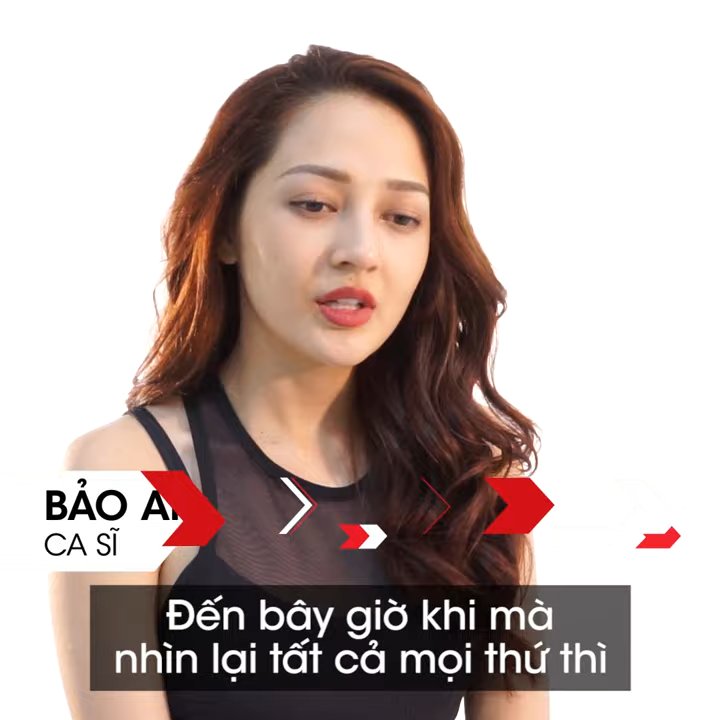 BẢO
CA SĨ
Đến bây giờ khi mà
nhìn lại tất cả mọi thứ thì